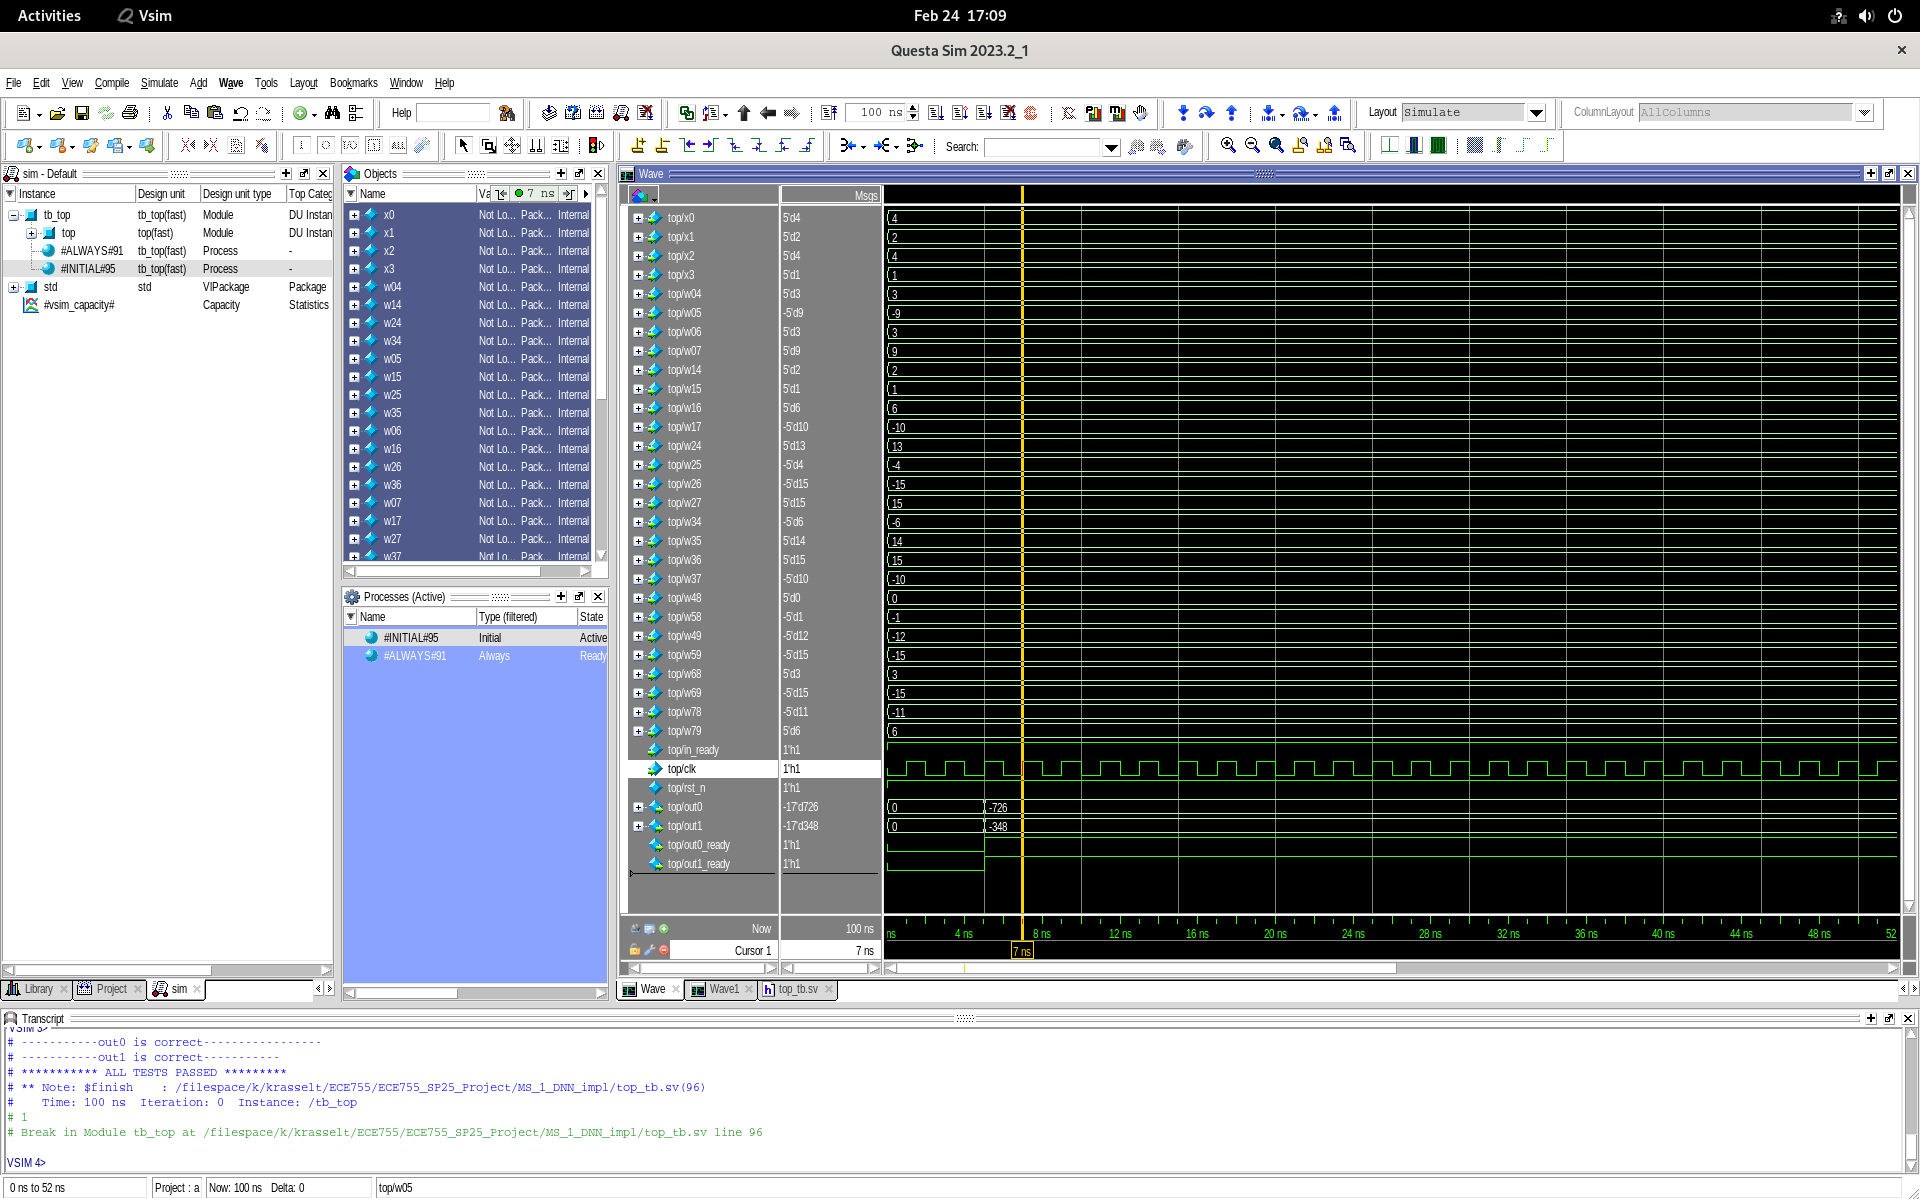 Activities Vsim Feb 24 17:09
Questa Sim 2023.2_1
File Edit View Compile Simulate Add Wave Tools Layout Bookmarks Window Help
Help 100 ns Layout Simulate ColumnLayout AllColumns
Search:
sim - Default
Instance Design unit Design unit type Top Categ
tb_top tb_top(fast) Module DU Instan
top top(fast) Module DU Instan
#ALWAYS#91 tb_top(fast) Process -
#INITIAL#95 tb_top(fast) Process -
std std VIPackage Package
#vsim_capacity# Capacity Statistics
Library Project sim
Objects
Name Va 7 ns
x0 Not Lo... Pack... Internal
x1 Not Lo... Pack... Internal
x2 Not Lo... Pack... Internal
x3 Not Lo... Pack... Internal
w04 Not Lo... Pack... Internal
w14 Not Lo... Pack... Internal
w24 Not Lo... Pack... Internal
w34 Not Lo... Pack... Internal
w05 Not Lo... Pack... Internal
w15 Not Lo... Pack... Internal
w25 Not Lo... Pack... Internal
w35 Not Lo... Pack... Internal
w06 Not Lo... Pack... Internal
w16 Not Lo... Pack... Internal
w26 Not Lo... Pack... Internal
w36 Not Lo... Pack... Internal
w07 Not Lo... Pack... Internal
w17 Not Lo... Pack... Internal
w27 Not Lo... Pack... Internal
w37 Not Lo... Pack... Internal
Processes (Active)
Name Type (filtered) State
#INITIAL#95 Initial Active
#ALWAYS#91 Always Ready
Wave
Msgs
top/x0 5'd4 4
top/x1 5'd2 2
top/x2 5'd4 4
top/x3 5'd1 1
top/w04 5'd3 3
top/w05 -5'd9 -9
top/w06 5'd3 3
top/w07 5'd9 9
top/w14 5'd2 2
top/w15 5'd1 1
top/w16 5'd6 6
top/w17 -5'd10 -10
top/w24 5'd13 13
top/w25 -5'd4 -4
top/w26 -5'd15 -15
top/w27 5'd15 15
top/w34 -5'd6 -6
top/w35 5'd14 14
top/w36 5'd15 15
top/w37 -5'd10 -10
top/w48 5'd0 0
top/w58 -5'd1 -1
top/w49 -5'd12 -12
top/w59 -5'd15 -15
top/w68 5'd3 3
top/w69 -5'd15 -15
top/w78 -5'd11 -11
top/w79 5'd6 6
top/in_ready 1'h1
top/clk 1'h1
top/rst_n 1'h1
top/out0 -17'd726 0 -726
top/out1 -17'd348 0 -348
top/out0_ready 1'h1
top/out1_ready 1'h1
Now 100 ns ns 4 ns 8 ns 12 ns 16 ns 20 ns 24 ns 28 ns 32 ns 36 ns 40 ns 44 ns 48 ns 52
Cursor 1 7 ns 7 ns
Wave Wave1 top_tb.sv
Transcript
VSIM 3>
# -----------out0 is correct-----------------
# -----------out1 is correct-----------
# *********** ALL TESTS PASSED *********
# ** Note: $finish : /filespace/k/krasselt/ECE755/ECE755_SP25_Project/MS_1_DNN_impl/top_tb.sv(96)
# Time: 100 ns Iteration: 0 Instance: /tb_top
# 1
# Break in Module tb_top at /filespace/k/krasselt/ECE755/ECE755_SP25_Project/MS_1_DNN_impl/top_tb.sv line 96
VSIM 4>
0 ns to 52 ns Project : a Now: 100 ns Delta: 0 top/w05